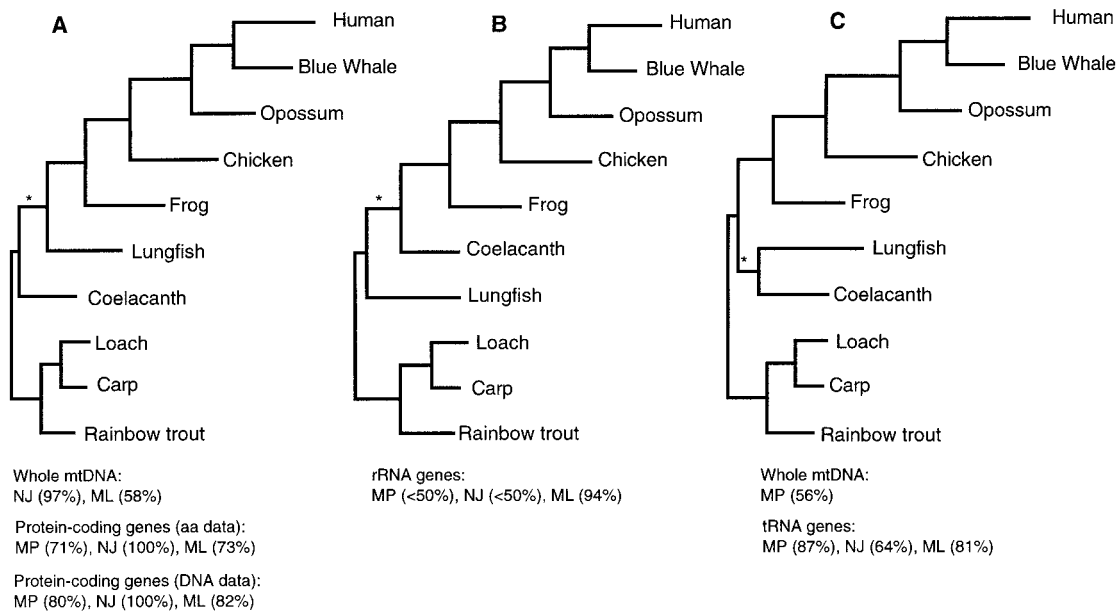 A
Human
Blue Whale
Opossum
Chicken
Frog
*
Lungfish
Coelacanth
Loach
Carp
Rainbow trout
Whole mtDNA:
NJ (97%), ML (58%)
Protein-coding genes (aa data):
MP (71%), NJ (100%), ML (73%)
Protein-coding genes (DNA data):
MP (80%), NJ (100%), ML (82%)
B
Human
Blue Whale
Opossum
Chicken
Frog
*
Coelacanth
Lungfish
Loach
Carp
Rainbow trout
rRNA genes:
MP (<50%), NJ (<50%), ML (94%)
C
Human
Blue Whale
Opossum
Chicken
Frog
Lungfish
*
Coelacanth
Loach
Carp
Rainbow trout
Whole mtDNA:
MP (56%)
tRNA genes:
MP (87%), NJ (64%), ML (81%)